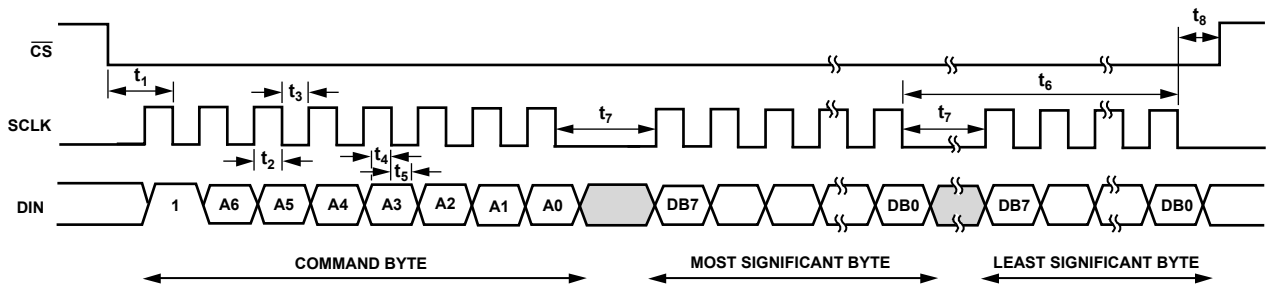 t8
CS
t1
t3
t6
SCLK
t7
t7
t2
t4
t5
DIN
1
A6
A5
A4
A3
A2
A1
A0
DB7
DB0
DB7
DB0
COMMAND BYTE
MOST SIGNIFICANT BYTE
LEAST SIGNIFICANT BYTE